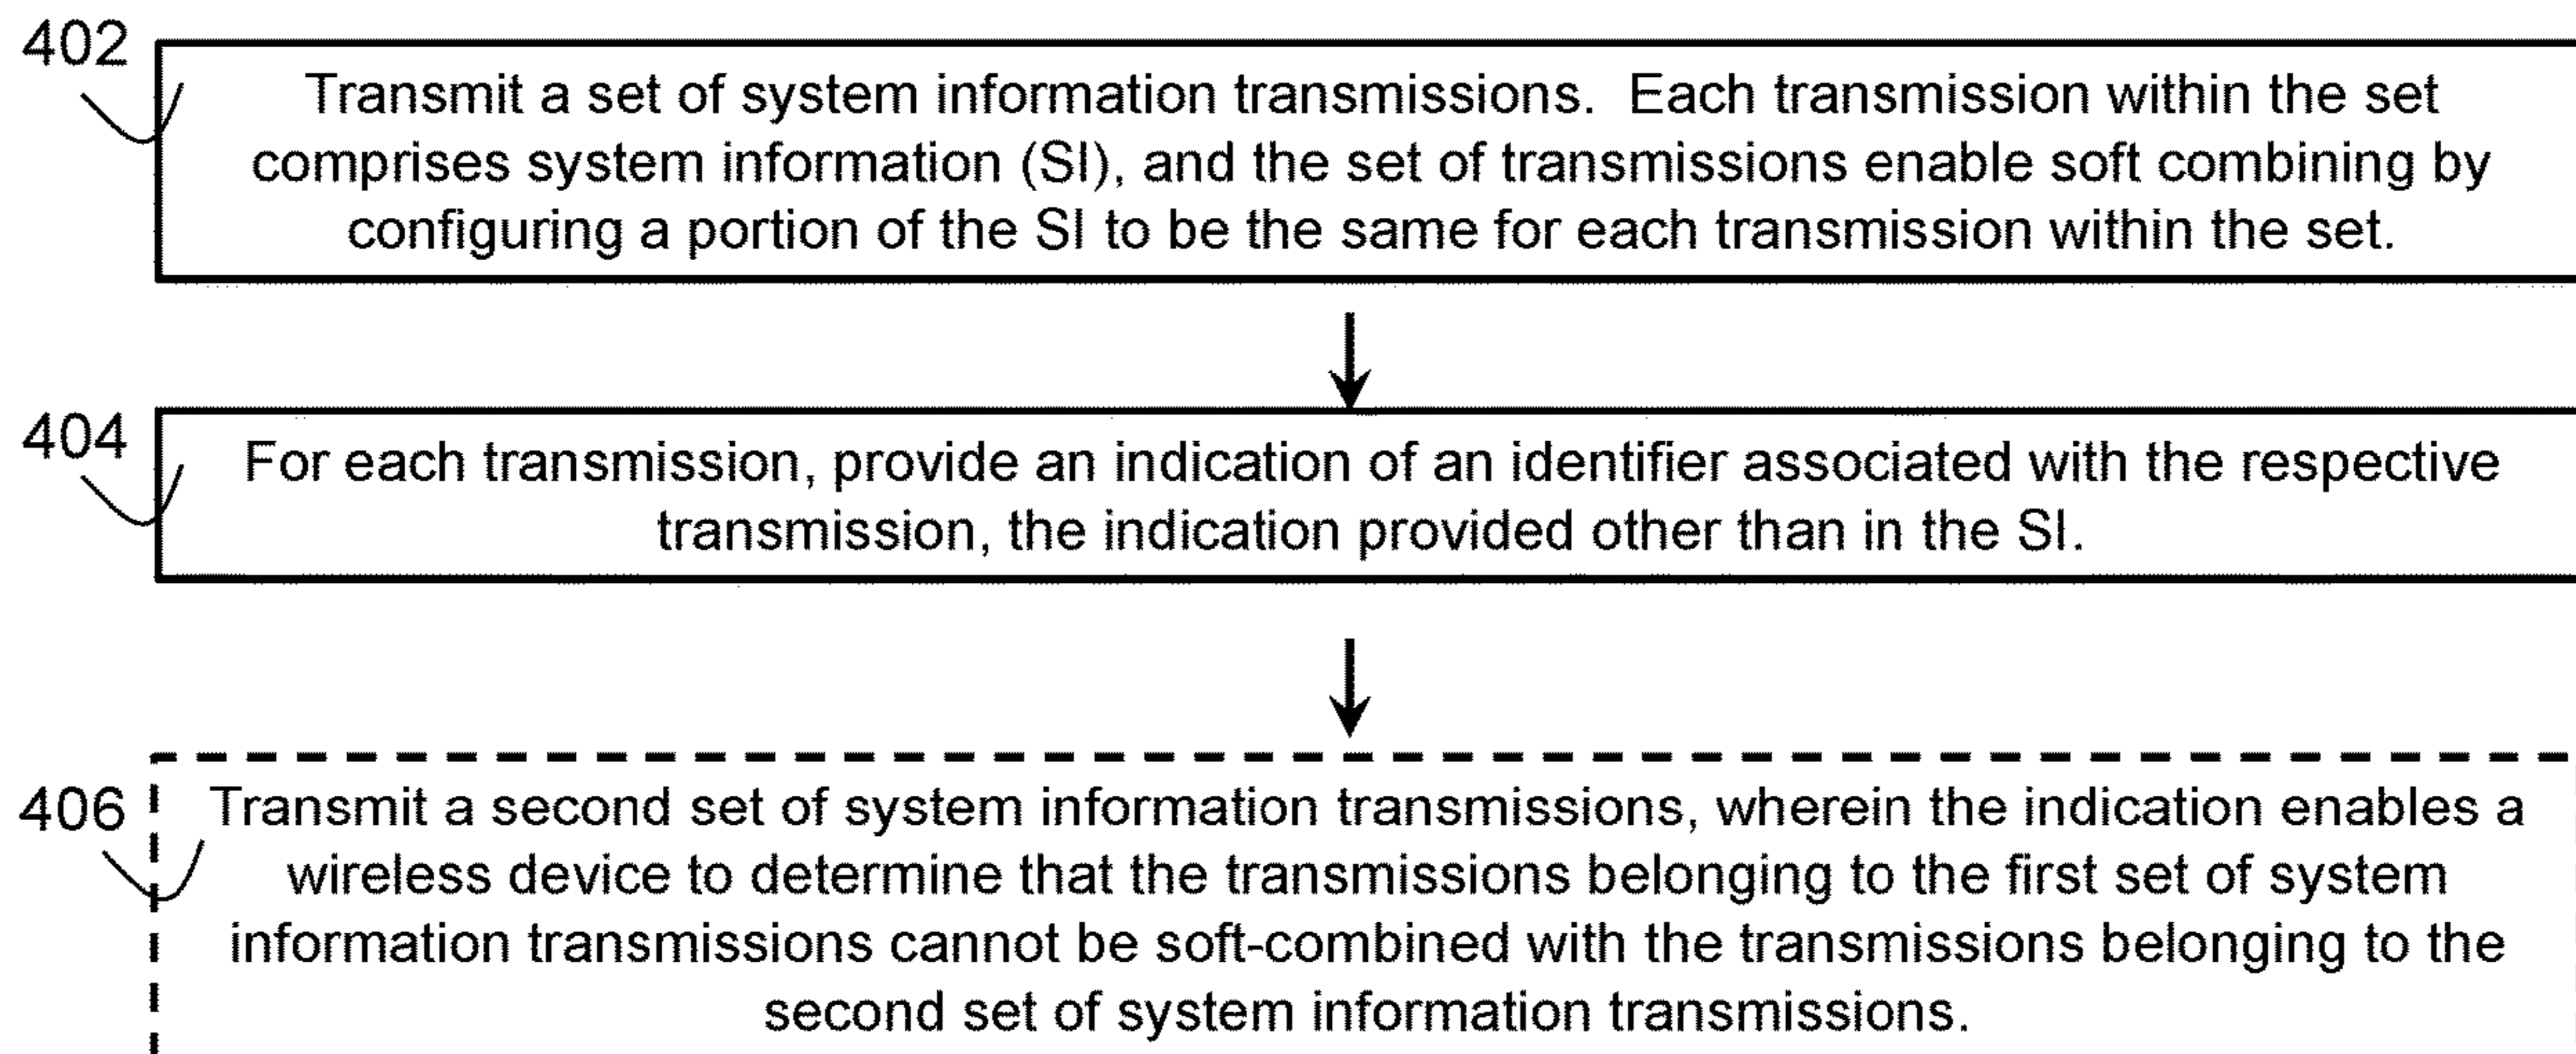 402
Transmit a set of system information transmissions. Each transmission within the set
comprises system information (SI), and the set of transmissions enable soft combining by
configuring a portion of the SI to be the same for each transmission within the set.
404
For each transmission, provide an indication of an identifier associated with the respective
transmission, the indication provided other than in the SI.
406
Transmit a second set of system information transmissions, wherein the indication enables a
wireless device to determine that the transmissions belonging to the first set of system
information transmissions cannot be soft-combined with the transmissions belonging to the
second set of system information transmissions.